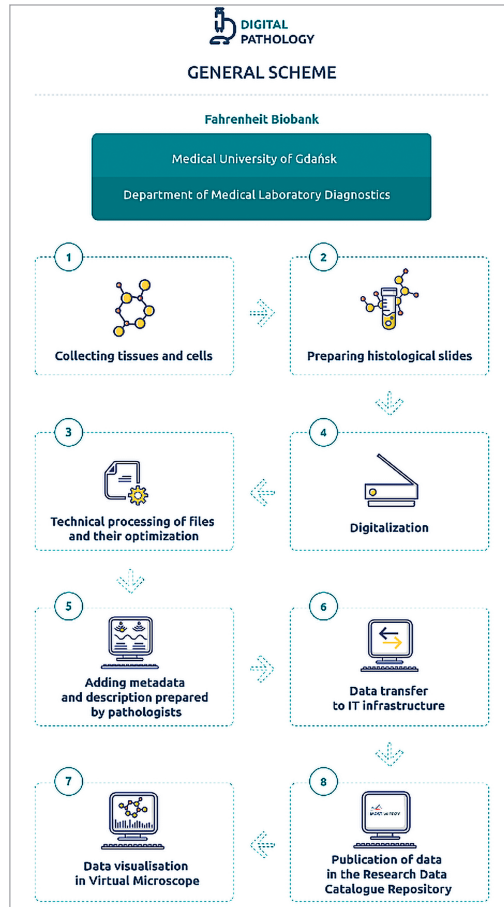 DIGITAL
PATHOLOGY
GENERAL SCHEME
Fahrenheit Biobank
Medical University of Gdańsk
Department of Medical Laboratory Diagnostics
1
Collecting tissues and cells
2
Preparing histological slides
3
Technical processing of files
and their optimization
4
Digitalization
5
Adding metadata
and description prepared
by pathologists
6
Data transfer
to IT infrastructure
7
Data visualisation
in Virtual Microscope
8
Publication of data
in the Research Data
Catalogue Repository